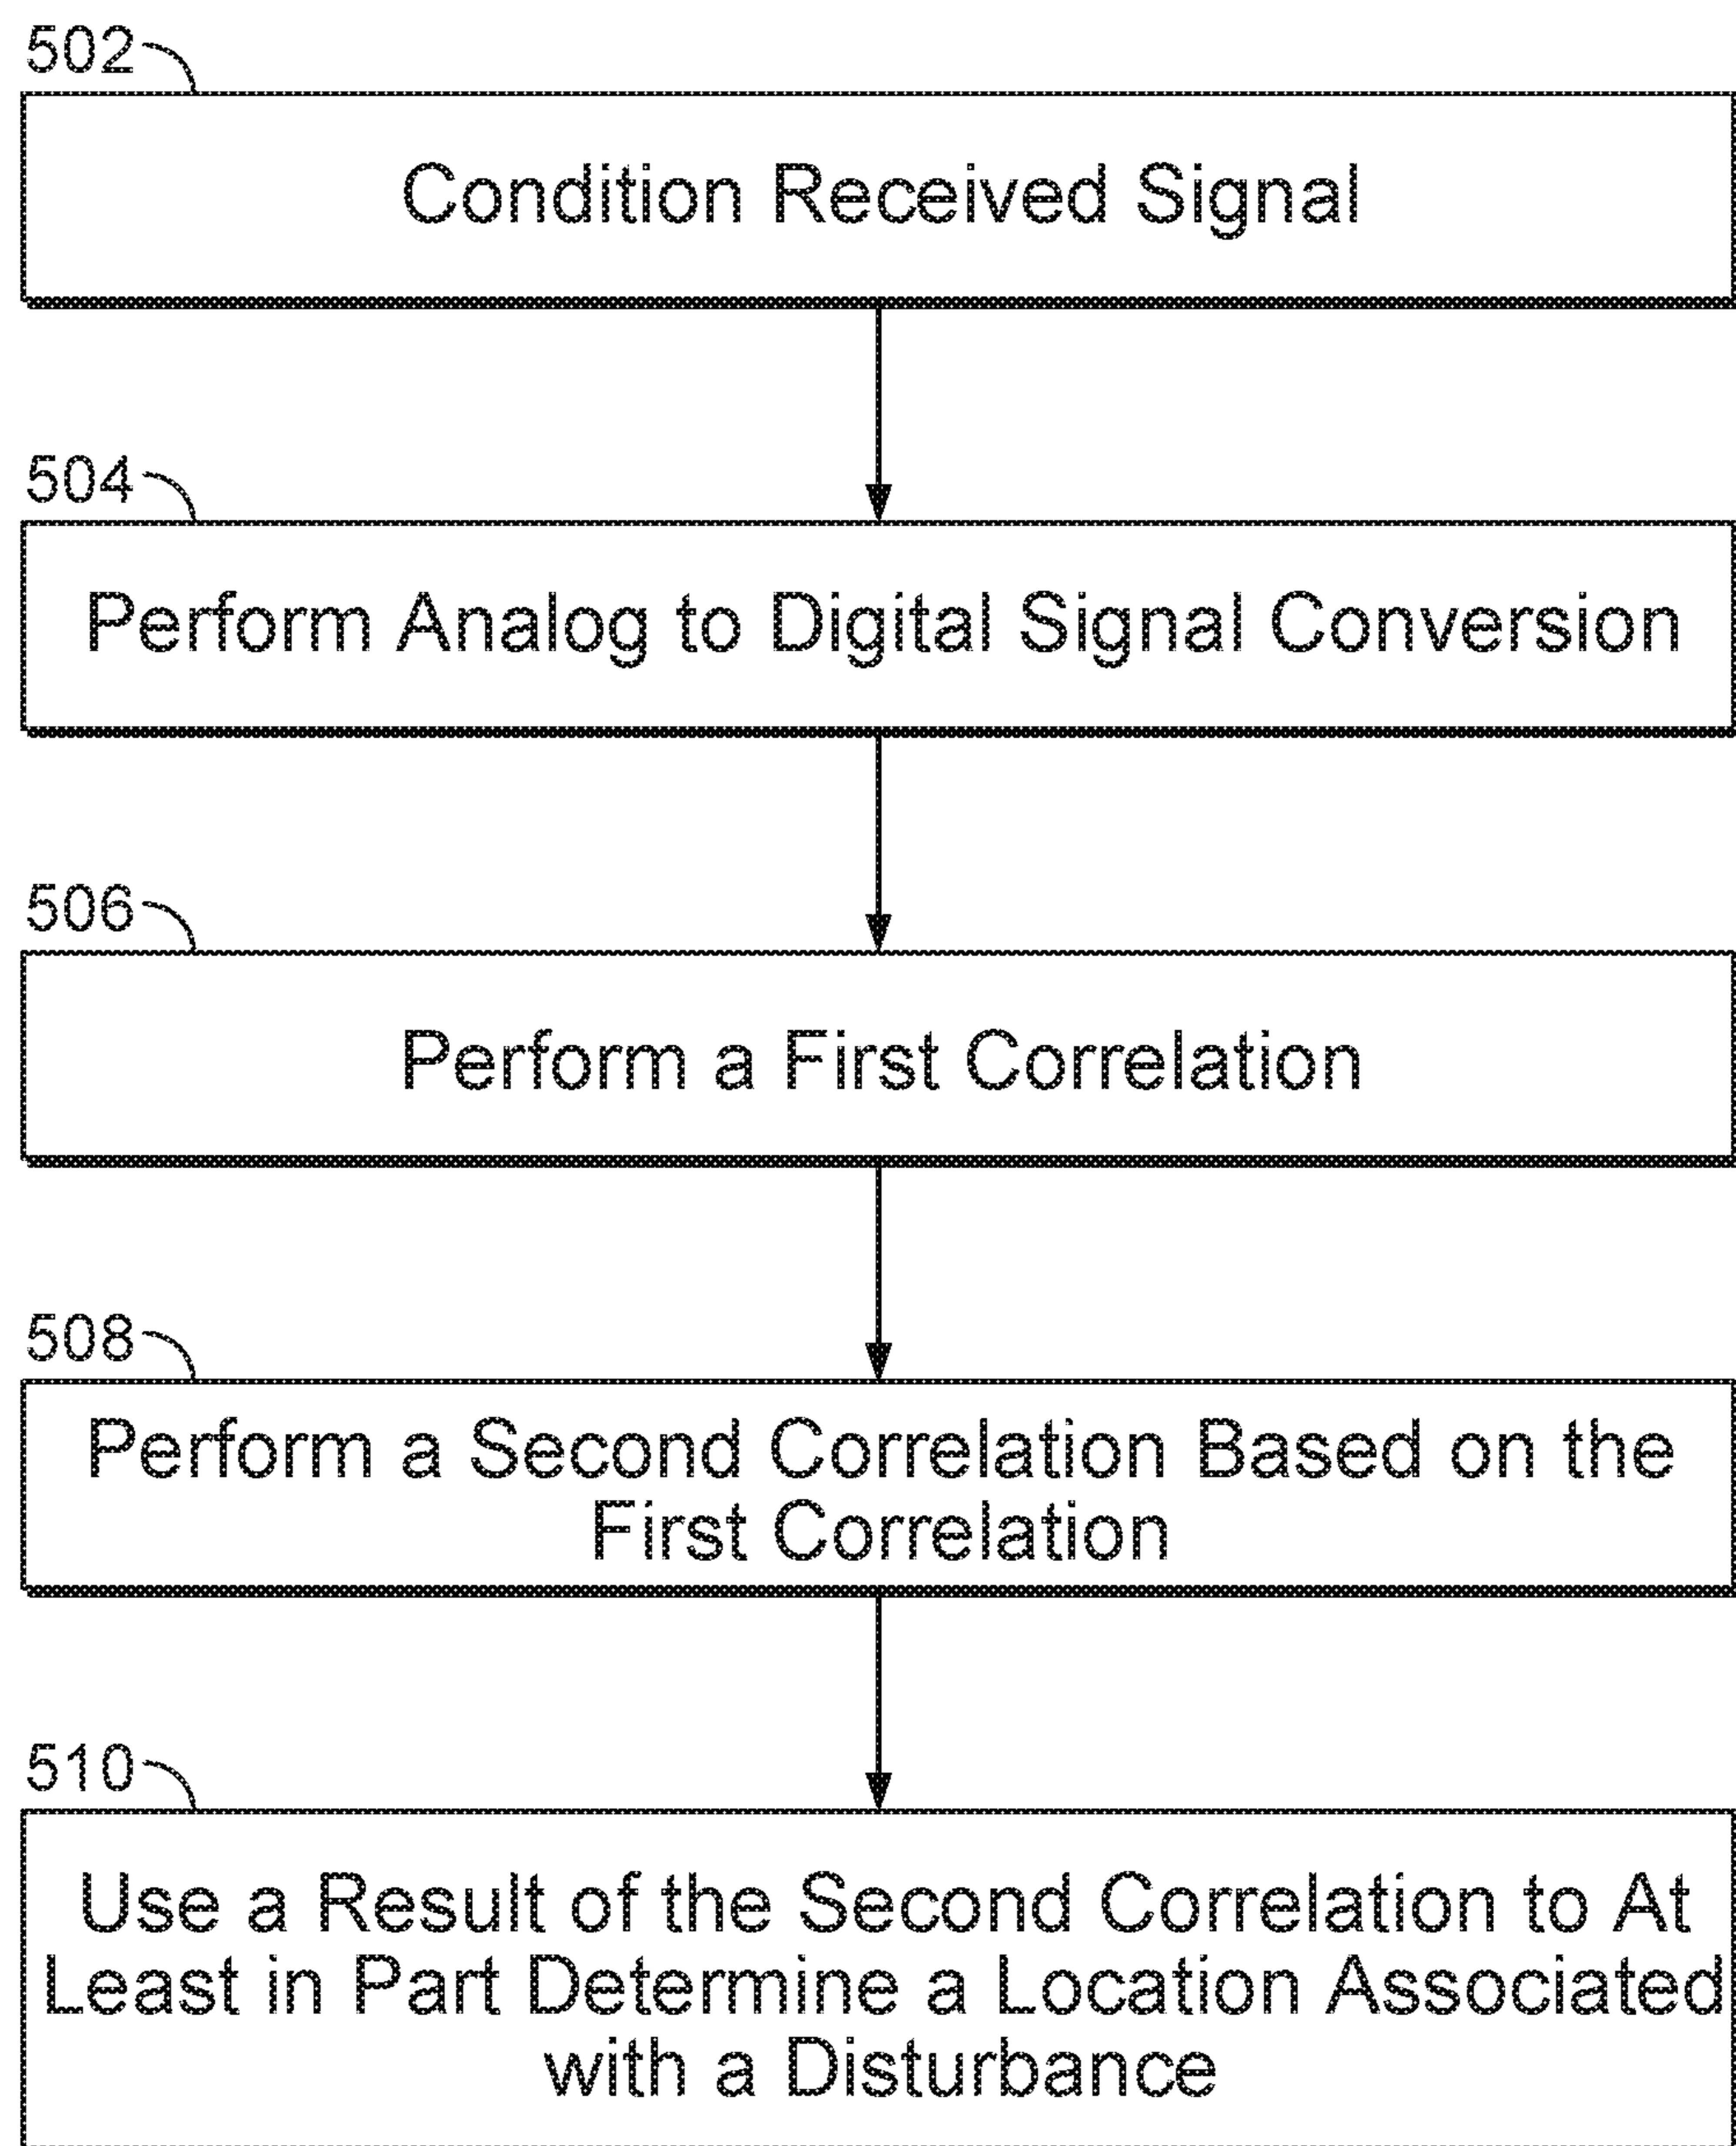 502
Condition Received Signal
504
Perform Analog to Digital Signal Conversion
506
Perform a First Correlation
508
Perform a Second Correlation Based on the
First Correlation
510
Use a Result of the Second Correlation to At
Least in Part Determine a Location Associated
with a Disturbance